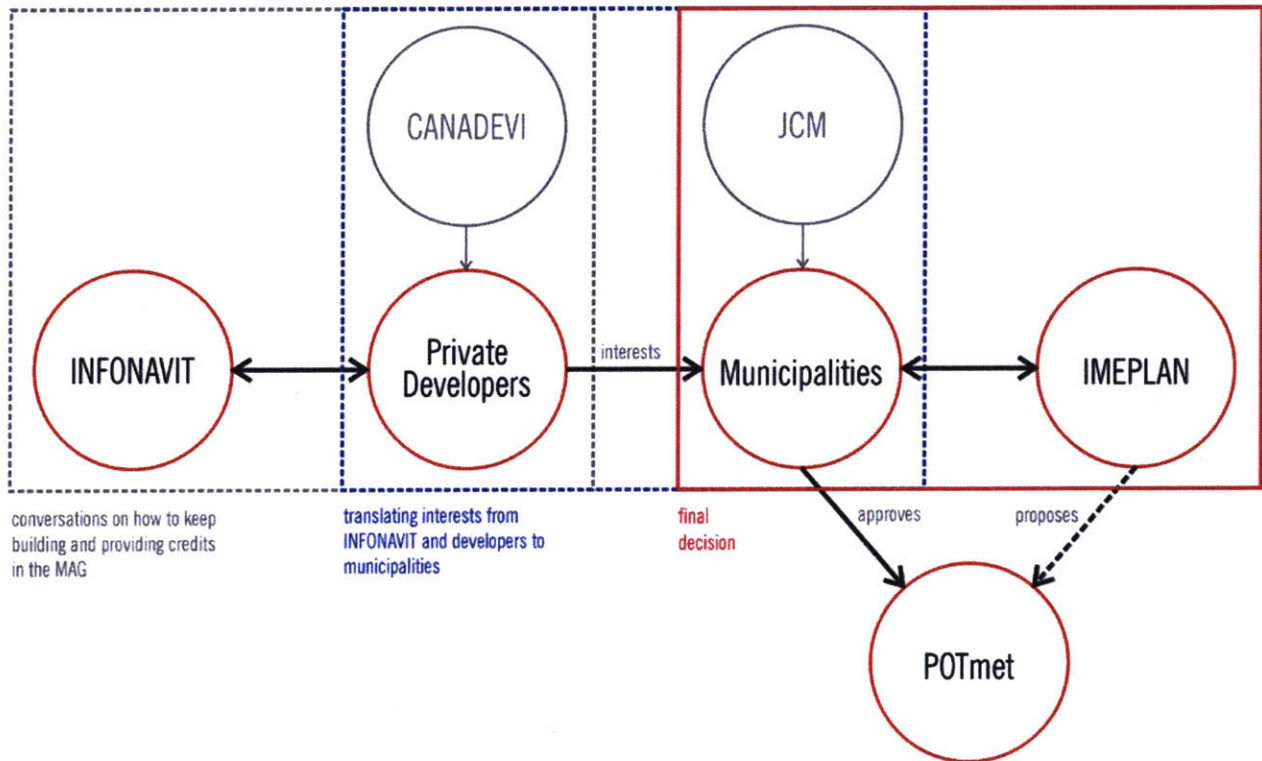 CANADEVI
JCM
INFONAVIT
Private
Developers
interests
Municipalities
IMEPLAN
conversations on how to keep
building and providing credits
in the MAG
translating interests from
INFONAVIT and developers to
municipalities
final
decision
approves
proposes
POTmet